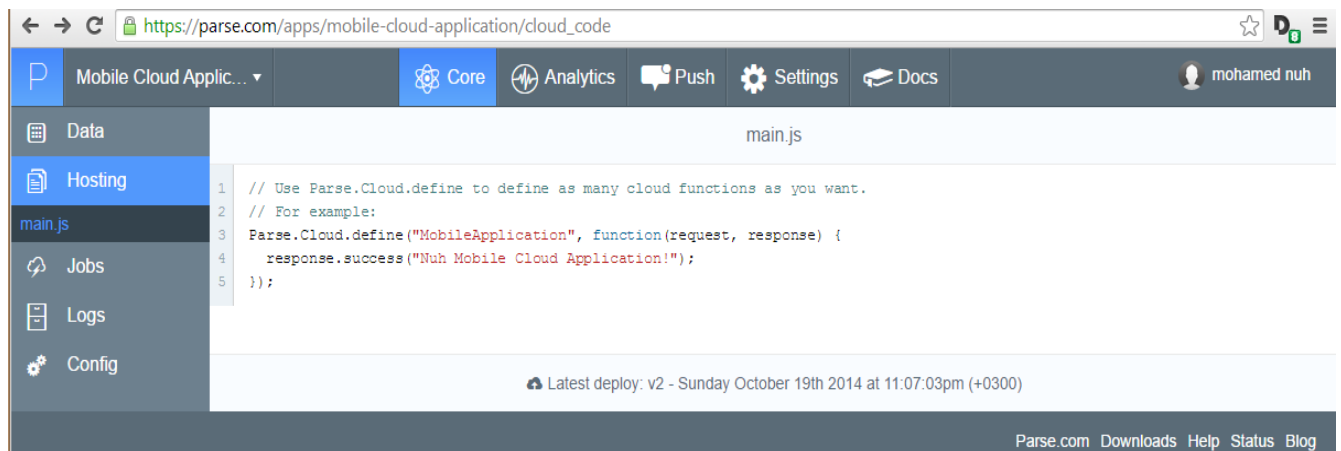 https://parse.com/apps/mobile-cloud-application/cloud_code
D 8
P Mobile Cloud Applic... Core Analytics Push Settings Docs mohamed nuh
Data
Hosting
main.js
Jobs
Logs
Config
main.js
1 // Use Parse.Cloud.define to define as many cloud functions as you want.
2 // For example:
3 Parse.Cloud.define("MobileApplication", function(request, response) {
4 response.success("Nuh Mobile Cloud Application!");
5 });
Latest deploy: v2 - Sunday October 19th 2014 at 11:07:03pm (+0300)
Parse.com Downloads Help Status Blog